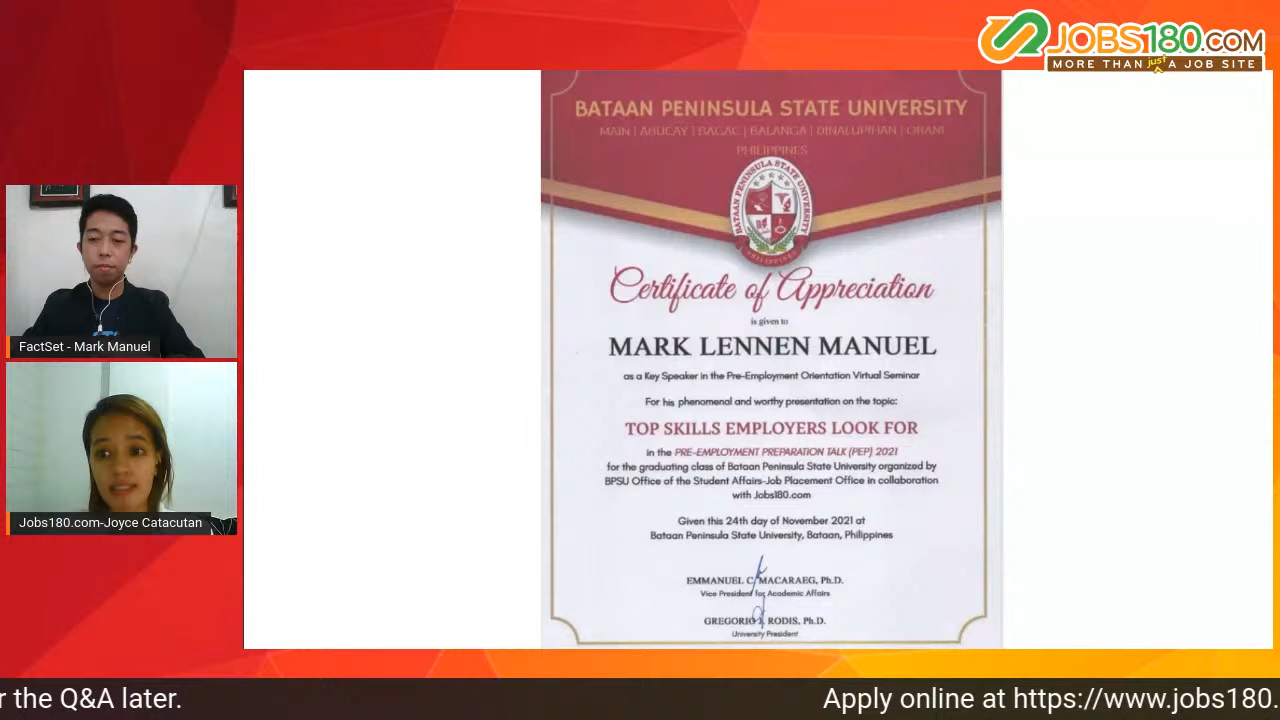 JOBS180.COM
MORE THAN just A JOB SITE
BATAAN PENINSULA STATE UNIVERSITY
MAIN | ABUCAY | BAGAC | BALANGA | DINALUPIHAN | ORANI
PHILIPPINES
BATAAN PENINSULA STATE UNIVERSITY
PHILIPPINES
Certificate of Appreciation
is given to
MARK LENNEN MANUEL
as a Key Speaker in the Pre-Employment Orientation Virtual Seminar
For his phenomenal and worthy presentation on the topic:
TOP SKILLS EMPLOYERS LOOK FOR
in the PRE-EMPLOYMENT PREPARATION TALK (PEP) 2021
for the graduating class of Bataan Peninsula State University organized by
BPSU Office of the Student Affairs-Job Placement Office in collaboration
with Jobs180.com
Given this 24th day of November 2021 at
Bataan Peninsula State University, Bataan, Philippines
EMMANUEL C. MACARAEG, Ph.D.
Vice President for Academic Affairs
GREGORIO J. RODIS, Ph.D.
University President
FactSet - Mark Manuel
Jobs180.com-Joyce Catacutan
r the Q&A later.
Apply online at https://www.jobs180.